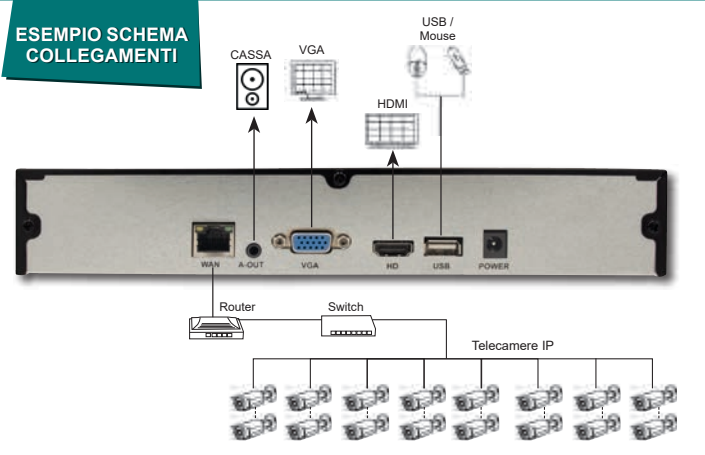 ESEMPIO SCHEMA
COLLEGAMENTI
CASSA
VGA
USB /
Mouse
HDMI
WAN
A-OUT
VGA
HD
USB
POWER
Router
Switch
Telecamere IP